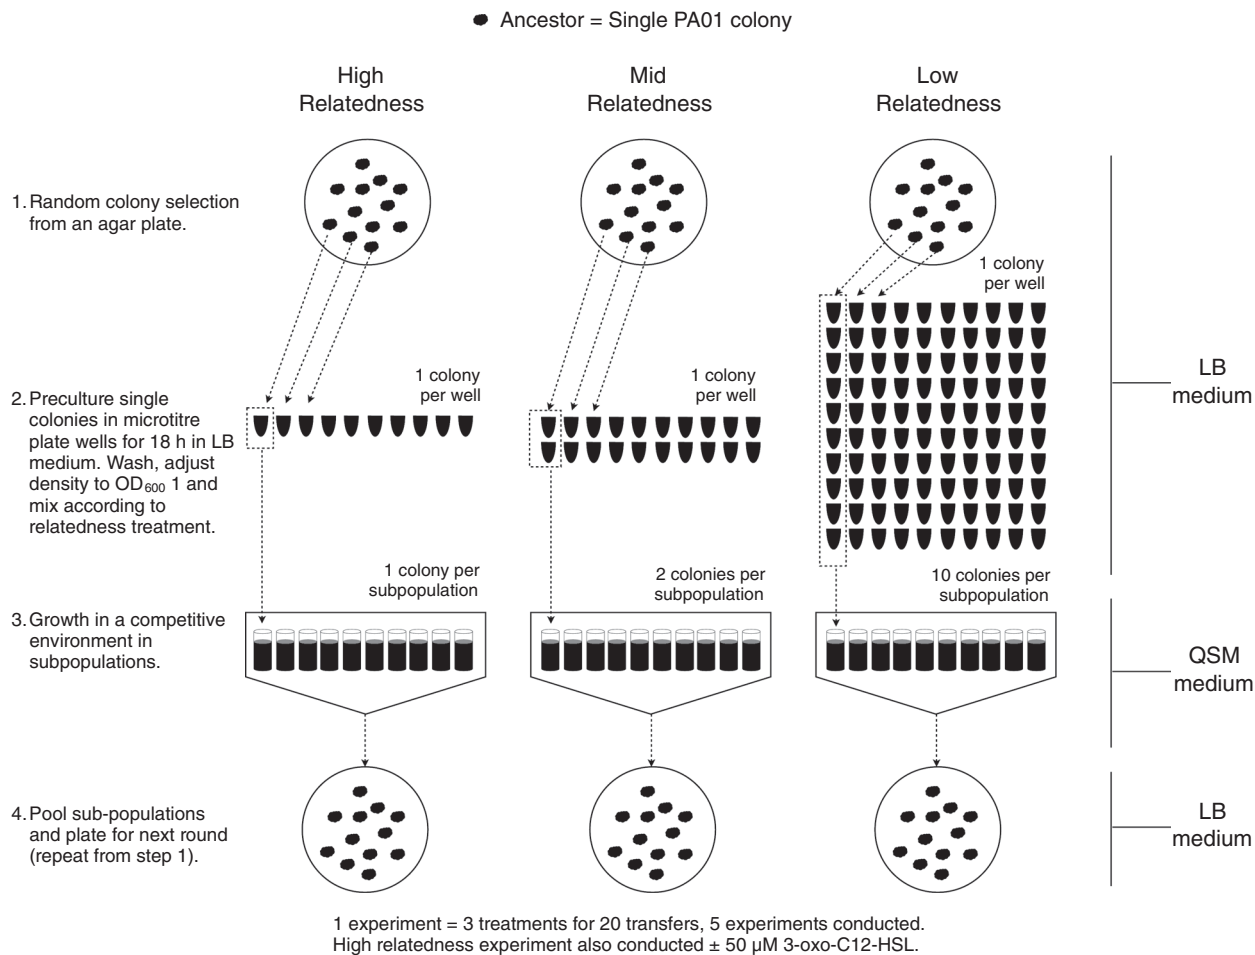 Ancestor = Single PA01 colony
High
Relatedness
Mid
Relatedness
Low
Relatedness
1. Random colony selection
from an agar plate.
1 colony
per well
LB
medium
2. Preculture single
colonies in microtitre
plate wells for 18 h in LB
medium. Wash, adjust
density to OD₆₀₀ 1 and
mix according to
relatedness treatment.
1 colony
per well
1 colony
per well
1 colony per
subpopulation
2 colonies per
subpopulation
10 colonies per
subpopulation
3. Growth in a competitive
environment in
subpopulations.
QSM
medium
4. Pool sub-populations
and plate for next round
(repeat from step 1).
LB
medium
1 experiment = 3 treatments for 20 transfers, 5 experiments conducted.
High relatedness experiment also conducted ± 50 µM 3-oxo-C12-HSL.